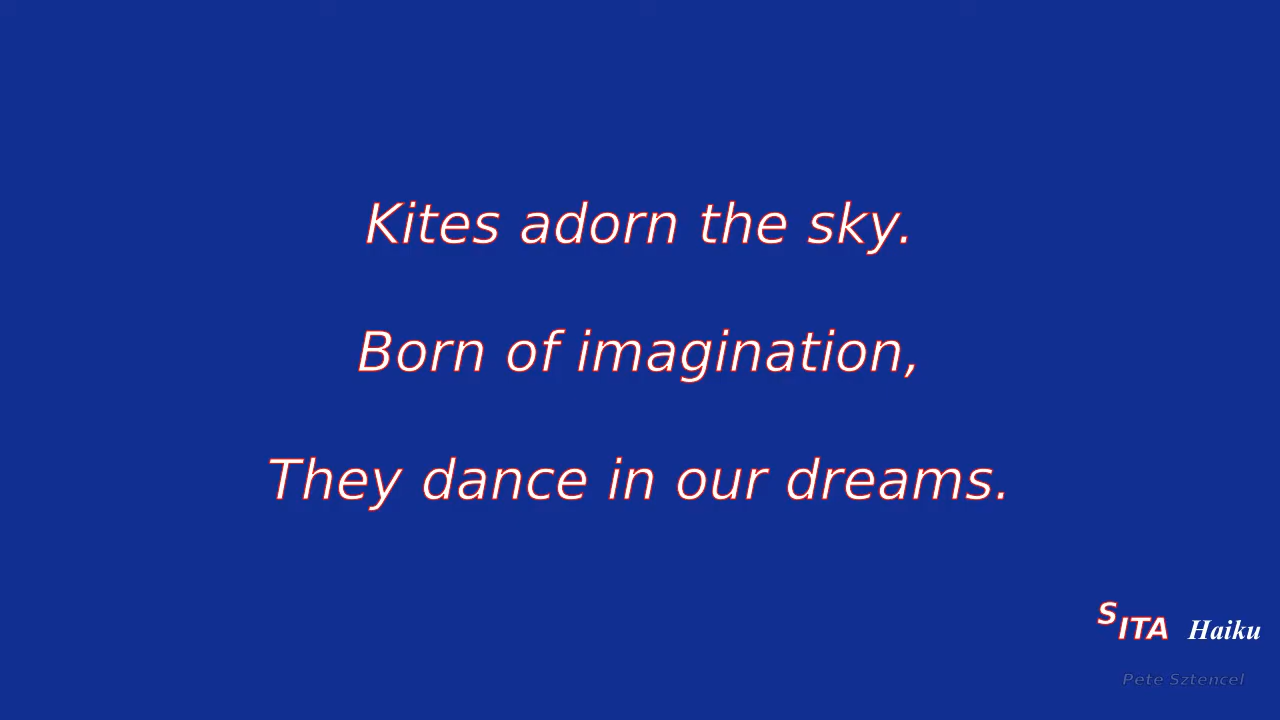 Kites adorn the sky.
Born of imagination,
They dance in our dreams.
SITA Haiku
Pete Sztencel